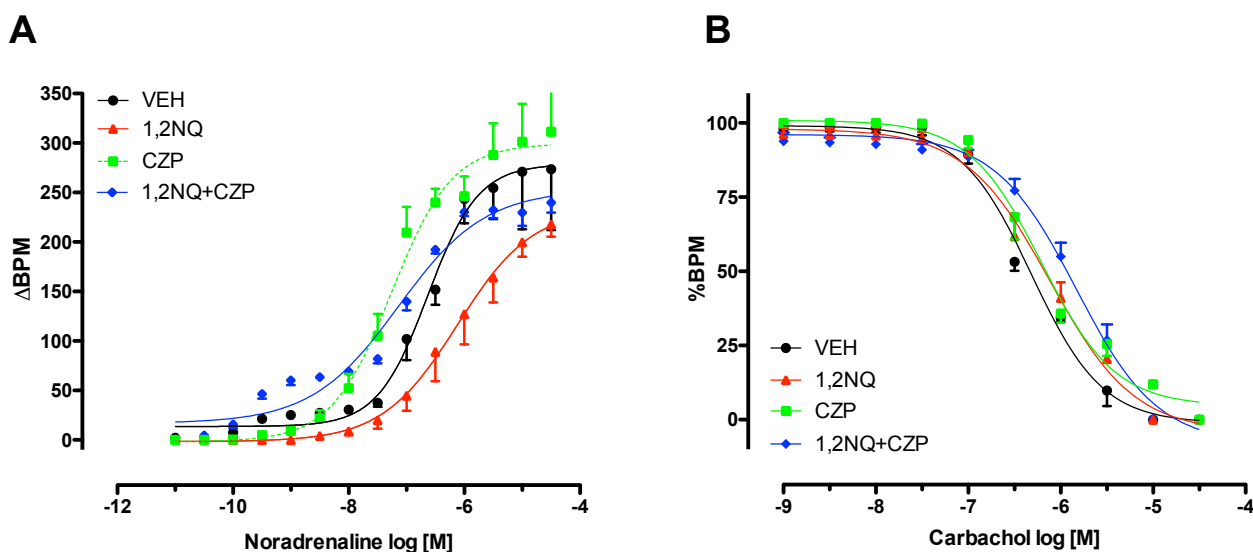 A
B
350
300
250
200
150
100
50
0
ΔBPM
VEH
1,2NQ
CZP
1,2NQ+CZP
-12 -10 -8 -6 -4
Noradrenaline log [M]
100
75
50
25
0
%BPM
VEH
1,2NQ
CZP
1,2NQ+CZP
-9 -8 -7 -6 -5 -4
Carbachol log [M]